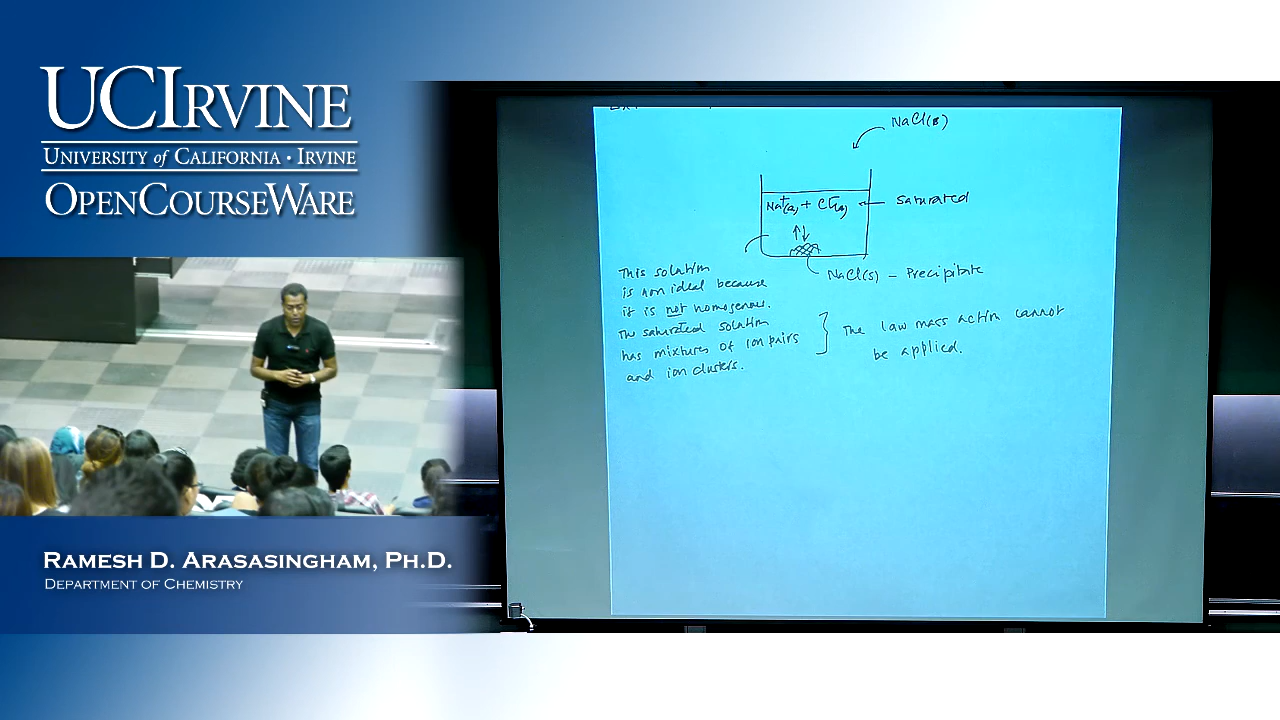 UCIRVINE
UNIVERSITY of CALIFORNIA · IRVINE
OPENCOURSEWARE
RAMESH D. ARASASINGHAM, PH.D.
DEPARTMENT OF CHEMISTRY
NaCl(s)
Na+(aq) + Cl-(aq)
Saturated
NaCl(s) – Precipitate
This solution
is non ideal because
it is not homogenous.
The saturated solution
has mixtures of ion pairs
and ion clusters.
The law mass action cannot
be applied.